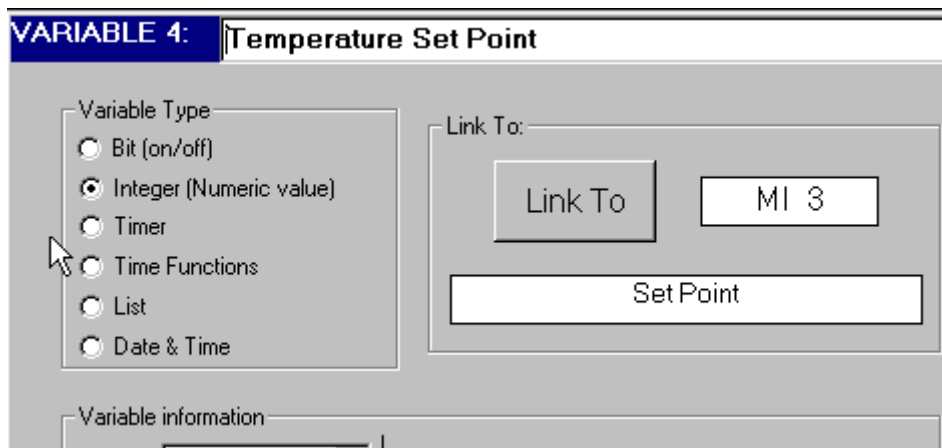 VARIABLE 4: Temperature Set Point
Variable Type
Bit (on/off)
Integer (Numeric value)
Timer
Time Functions
List
Date & Time
Link To:
Link To MI 3
Set Point
Variable information